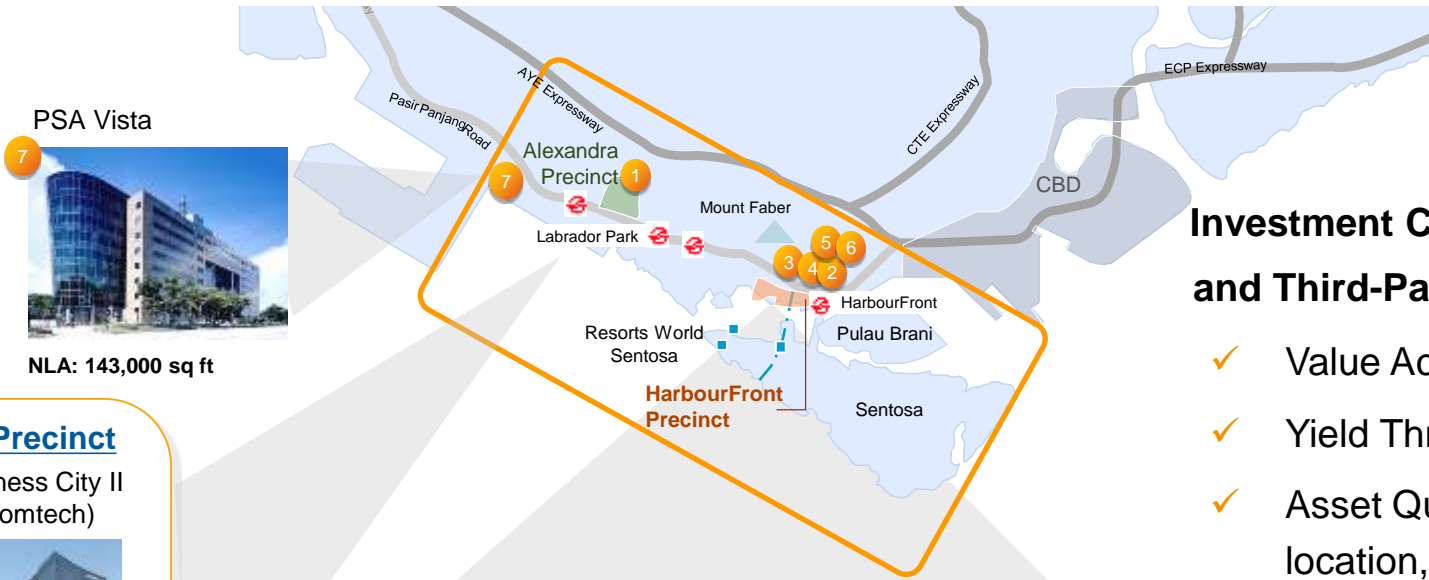 PSA Vista
7
NLA: 143,000 sq ft
Precinct
ness City II
omtech)
AYE Expressway
Pasir Panjang Road
Alexandra
Precinct
1
7
Labrador Park
Mount Faber
CTE Expressway
ECP Expressway
CBD
5
6
3
4
2
HarbourFront
Pulau Brani
Resorts World
Sentosa
HarbourFront
Precinct
Sentosa
Investment C
and Third-Pa
Value Ac
Yield Thr
Asset Qu
location,